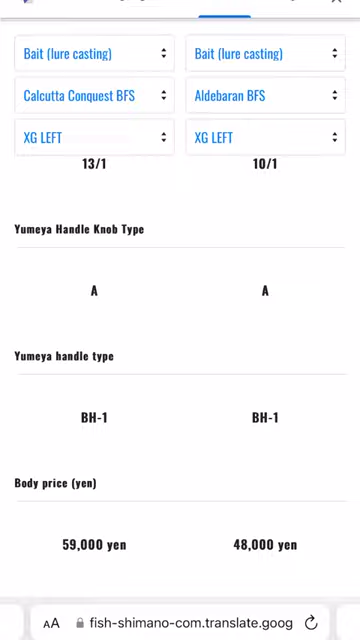 Bait (lure casting) Bait (lure casting)
Calcutta Conquest BFS Aldebaran BFS
XG LEFT XG LEFT
13/1 10/1
Yumeya Handle Knob Type
A A
Yumeya handle type
BH-1 BH-1
Body price (yen)
59,000 yen 48,000 yen
AA fish-shimano-com.translate.goog